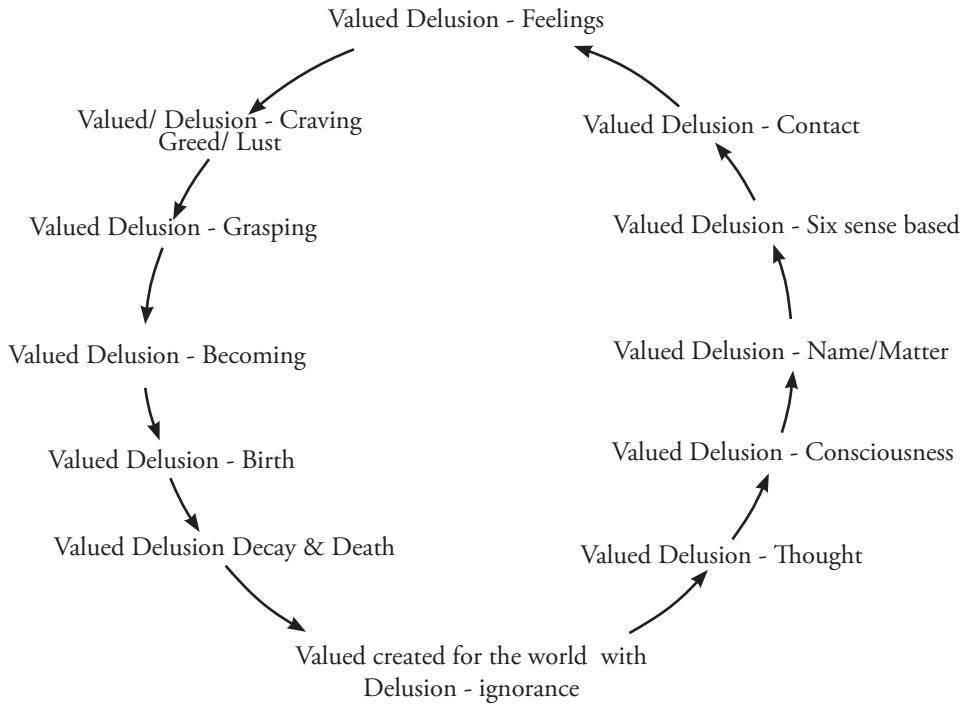 Valued Delusion - Feelings
Valued/ Delusion - Craving
Greed/ Lust
Valued Delusion - Contact
Valued Delusion - Grasping
Valued Delusion - Six sense based
Valued Delusion - Becoming
Valued Delusion - Name/Matter
Valued Delusion - Birth
Valued Delusion - Consciousness
Valued Delusion Decay & Death
Valued Delusion - Thought
Valued created for the world with
Delusion - ignorance